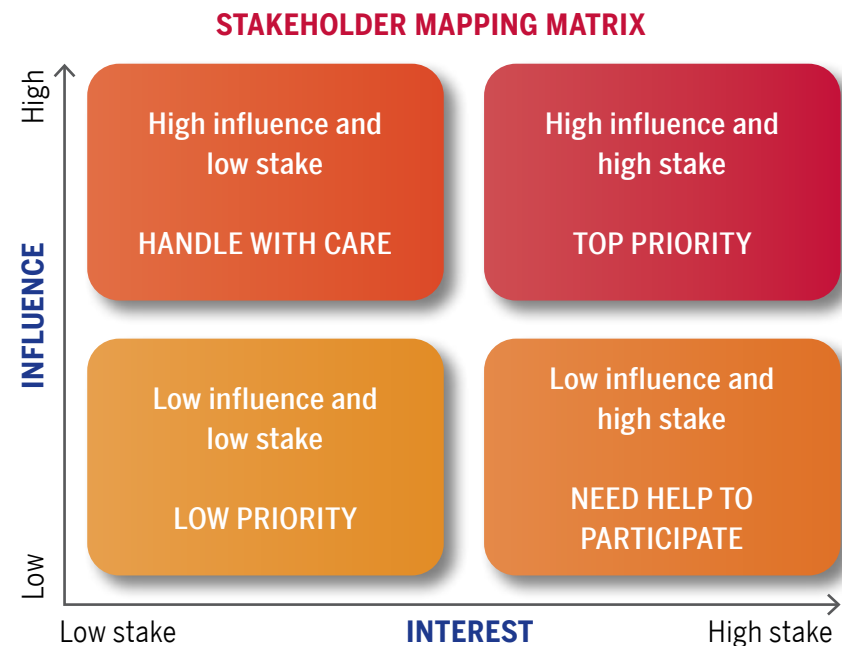 STAKEHOLDER MAPPING MATRIX
High
High influence and
low stake
HANDLE WITH CARE
High influence and
high stake
TOP PRIORITY
INFLUENCE
Low influence and
low stake
LOW PRIORITY
Low influence and
high stake
NEED HELP TO
PARTICIPATE
Low
Low stake
INTEREST
High stake